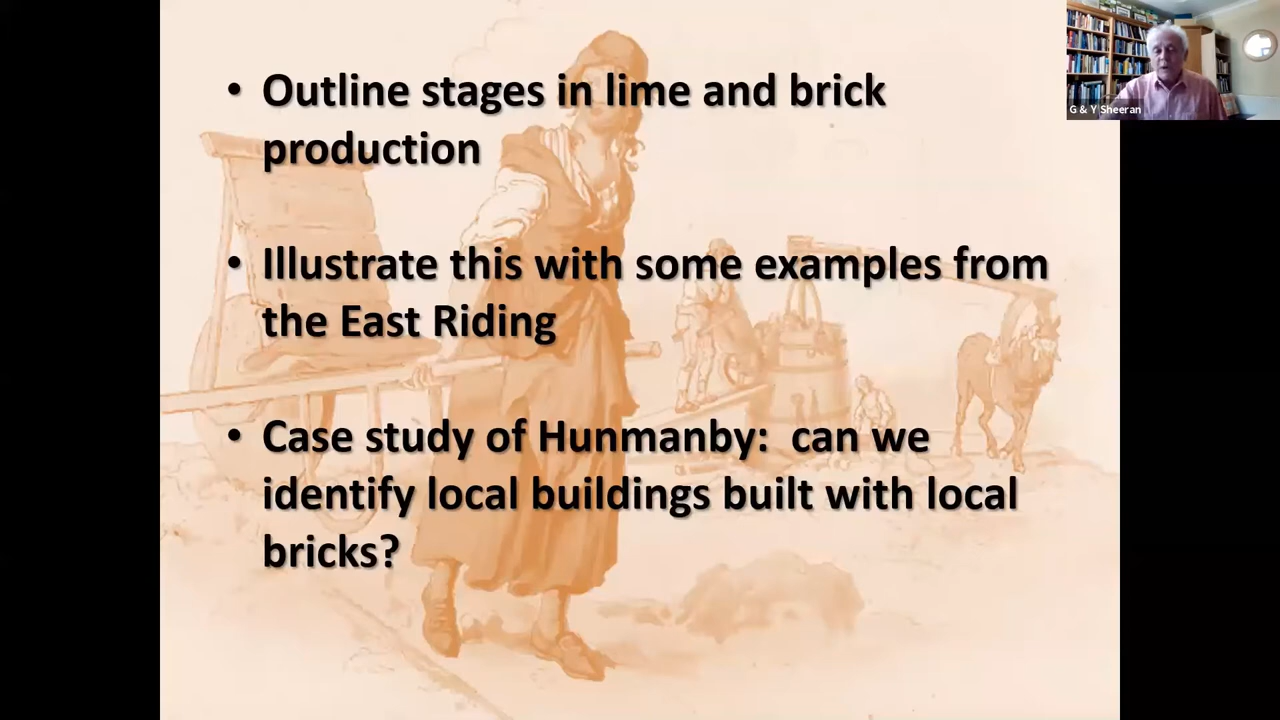 • Outline stages in lime and brick
production
• Illustrate this with some examples from
the East Riding
• Case study of Hunmanby:  can we
identify local buildings built with local
bricks?
G & Y Sheeran